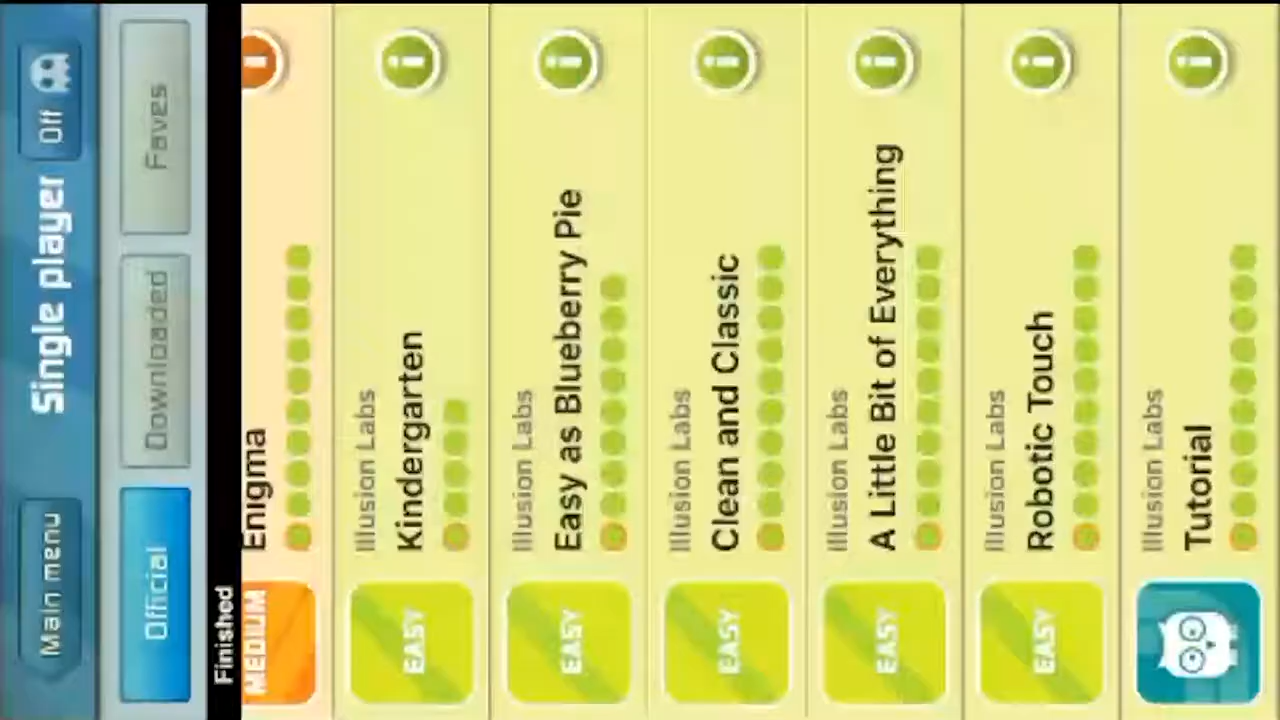 Main menu
Single player
Off
Official
Downloaded
Faves
Finished
MEDIUM
Enigma
Illusion Labs
Kindergarten
EASY
Illusion Labs
Easy as Blueberry Pie
EASY
Illusion Labs
Clean and Classic
EASY
Illusion Labs
A Little Bit of Everything
EASY
Illusion Labs
Robotic Touch
EASY
Illusion Labs
Tutorial